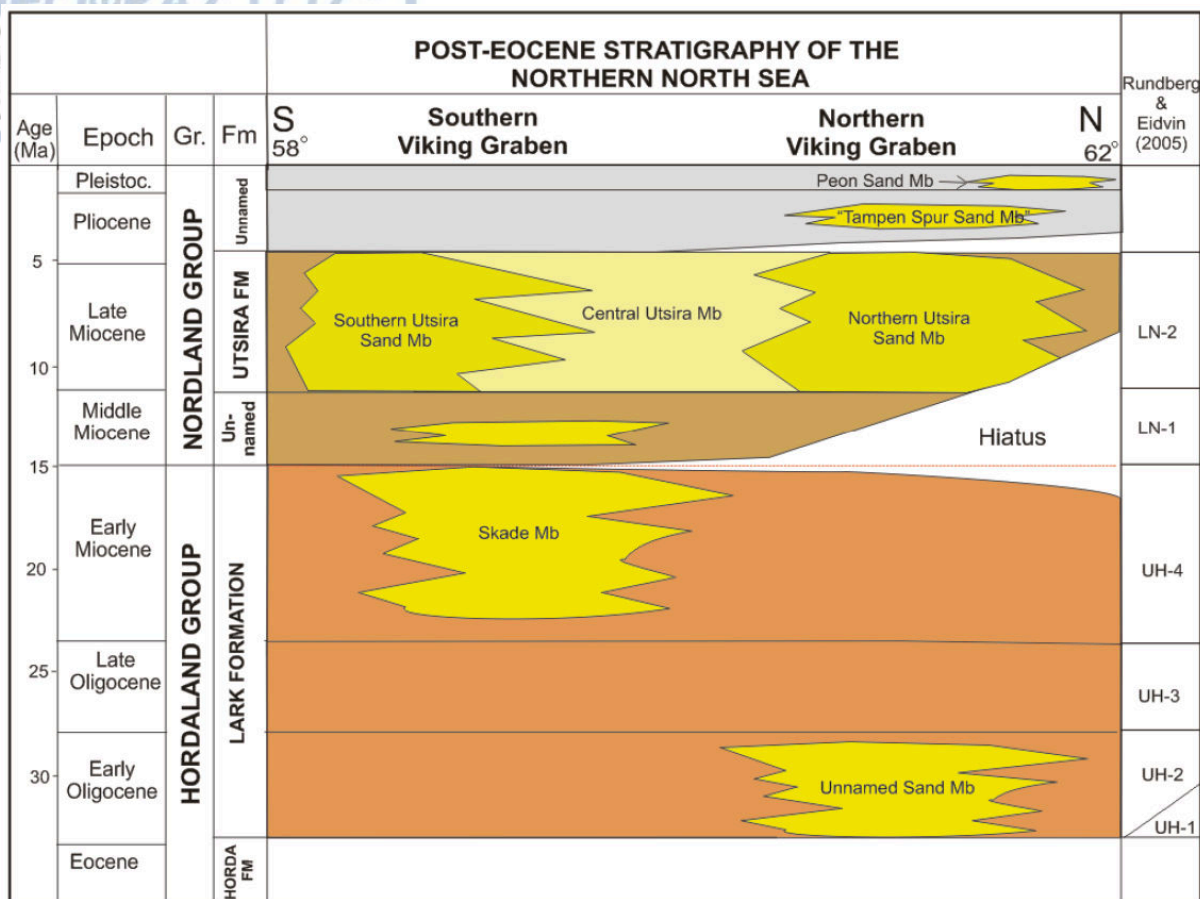 POST-EOCENE STRATIGRAPHY OF THE
NORTHERN NORTH SEA
Rundberg
&
Eidvin
(2005)
Age
(Ma)
Epoch
Gr.
Fm
S
58°
Southern
Viking Graben
Northern
Viking Graben
N
62°
Pleistoc.
Pliocene
5
Late
Miocene
10
Middle
Miocene
15
Early
Miocene
20
Late
Oligocene
25
Early
Oligocene
30
Eocene
NORDLAND GROUP
HORDALAND GROUP
Unnamed
UTSIRA FM
Un-
named
LARK FORMATION
HORDA
FM
Peon Sand Mb
"Tampen Spur Sand Mb"
Southern Utsira
Sand Mb
Central Utsira Mb
Northern Utsira
Sand Mb
Hiatus
Skade Mb
Unnamed Sand Mb
LN-2
LN-1
UH-4
UH-3
UH-2
UH-1